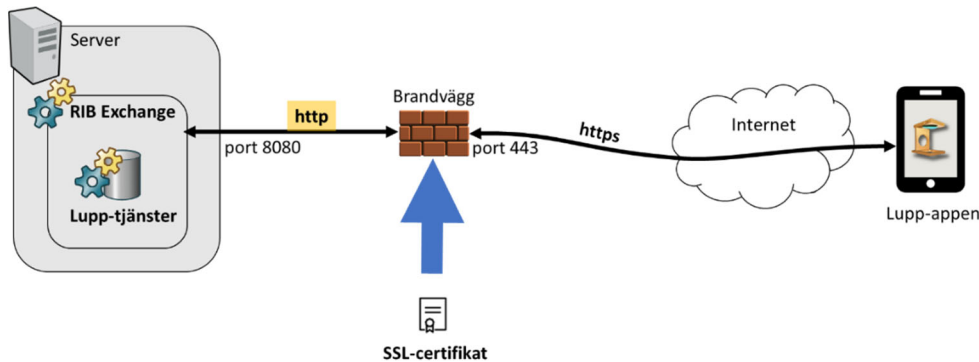 Server
RIB Exchange
Lupp-tjänster
http
port 8080
Brandvägg
port 443
https
Internet
Lupp-appen
SSL-certifikat